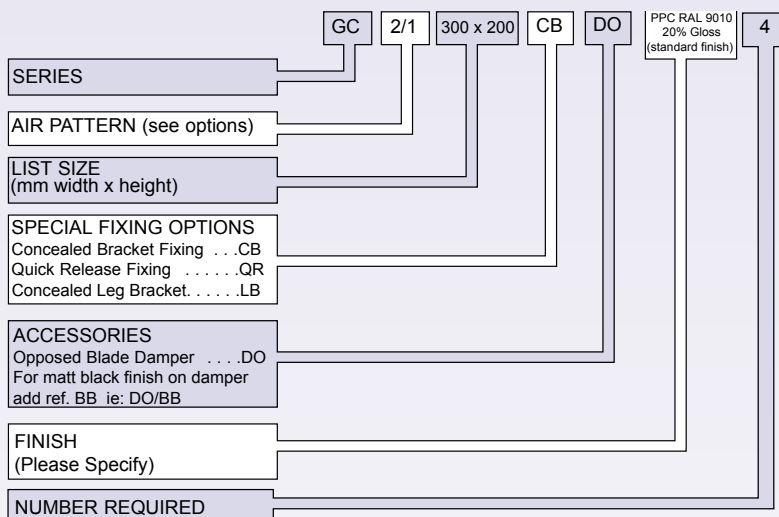 GC 2/1 300 x 200 CB DO PPC RAL 9010 4
20% Gloss
(standard finish)
SERIES
AIR PATTERN (see options)
LIST SIZE
(mm width x height)
SPECIAL FIXING OPTIONS
Concealed Bracket Fixing . . .CB
Quick Release Fixing . . . . . .QR
Concealed Leg Bracket. . . . . .LB
ACCESSORIES
Opposed Blade Damper . . . .DO
For matt black finish on damper
add ref. BB ie: DO/BB
FINISH
(Please Specify)
NUMBER REQUIRED